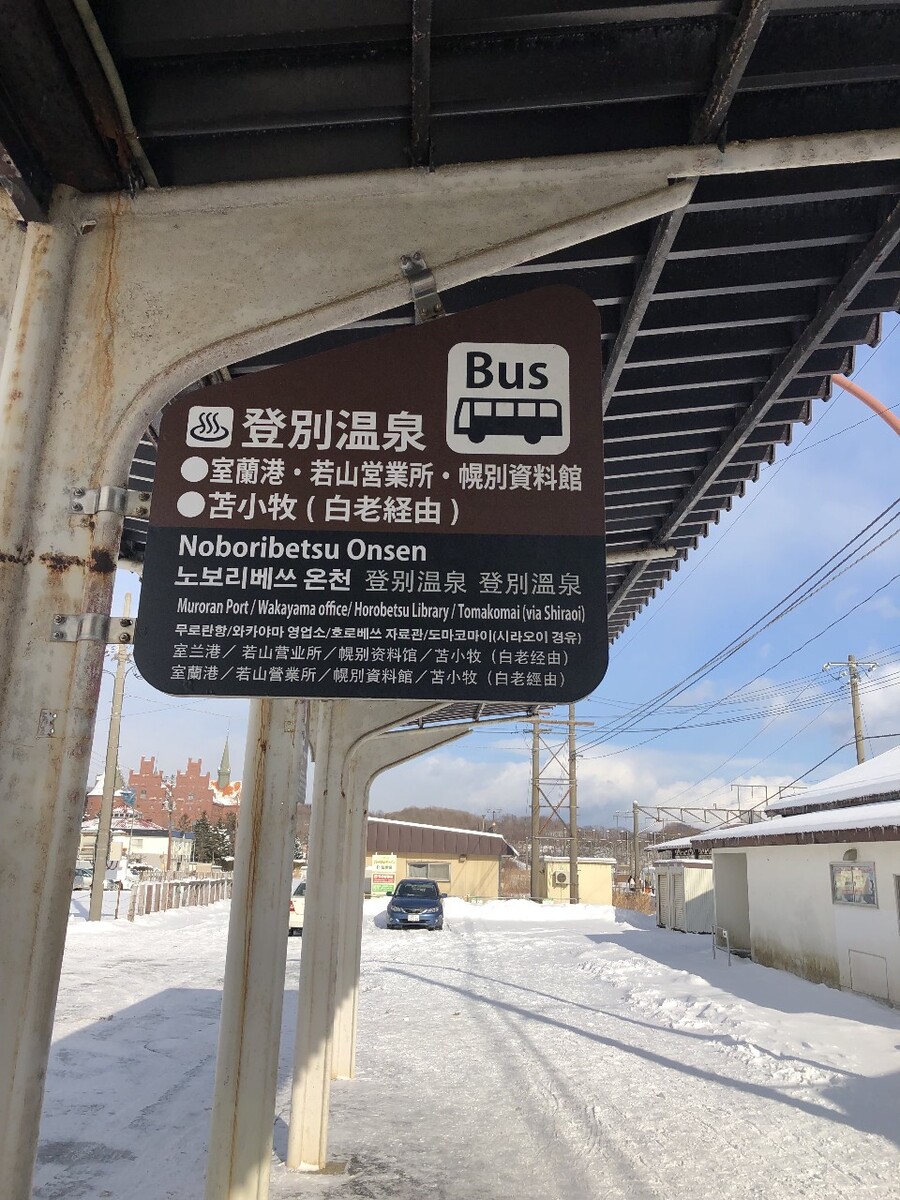 Bus
登別温泉
●室蘭港・若山営業所・幌別資料館
●苫小牧(白老経由)
Noboribetsu Onsen
노보리베쓰 온천 登别温泉 登別溫泉
Muroran Port / Wakayama office/ Horobetsu Library / Tomakomai (via Shiraoi)
무로란항/와카야마 영업소/호로베쓰 자료관/도마코마이(시라오이 경유)
室兰港／若山营业所／幌别资料馆／苫小牧（白老经由）
室蘭港／若山營業所／幌別資料館／苫小牧（白老經由）